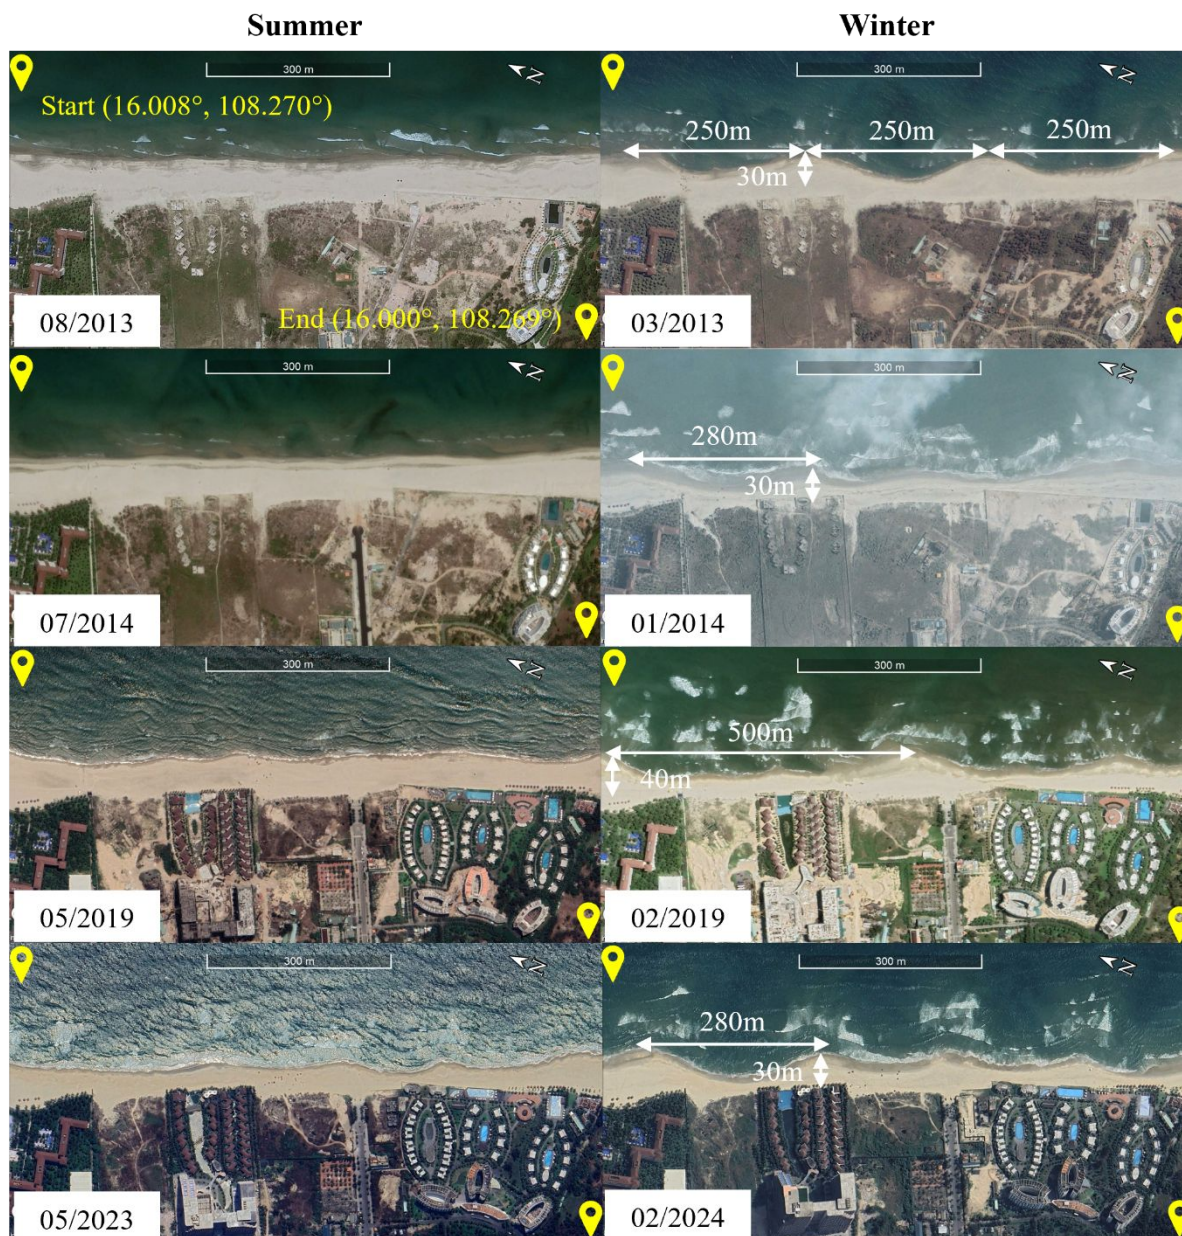 Summer
Winter
300 m
N
Start (16.008°, 108.270°)
End (16.000°, 108.269°)
08/2013
300 m
N
250m
250m
250m
30m
03/2013
300 m
N
07/2014
300 m
N
280m
30m
01/2014
300 m
N
05/2019
300 m
N
500m
40m
02/2019
300 m
N
05/2023
300 m
N
280m
30m
02/2024